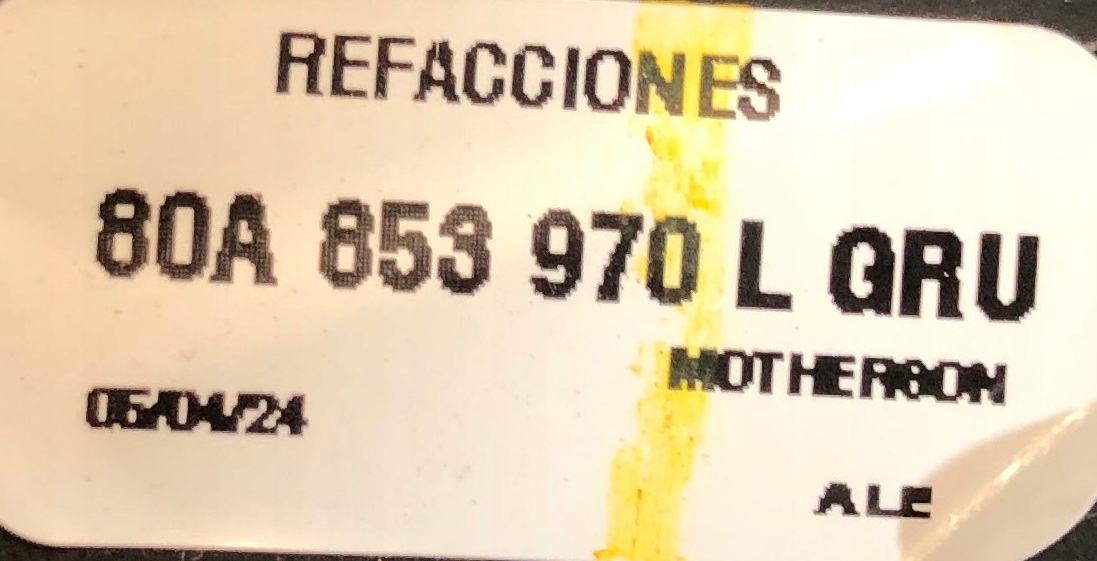 REFACCIONES
80A 853 970 L GRU
MOTHERSON
05/04/24
ALE